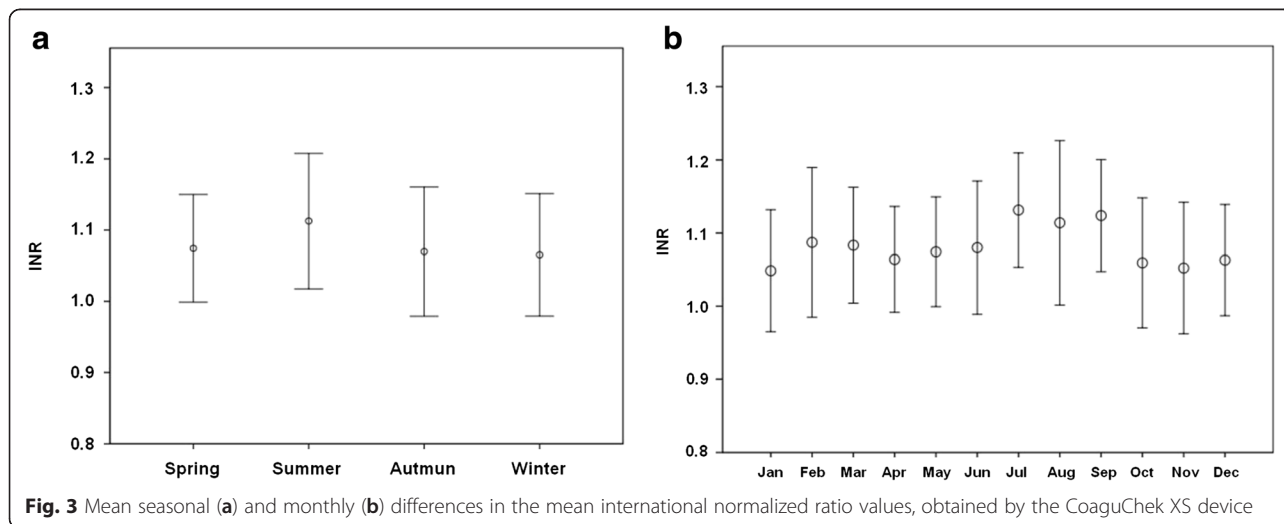 a
1.3
1.2
1.1
1.0
0.9
0.8
INR
Spring Summer Autmun Winter
b
1.3
1.2
1.1
1.0
0.9
0.8
INR
Jan Feb Mar Apr May Jun Jul Aug Sep Oct Nov Dec
Fig. 3 Mean seasonal (a) and monthly (b) differences in the mean international normalized ratio values, obtained by the CoaguChek XS device